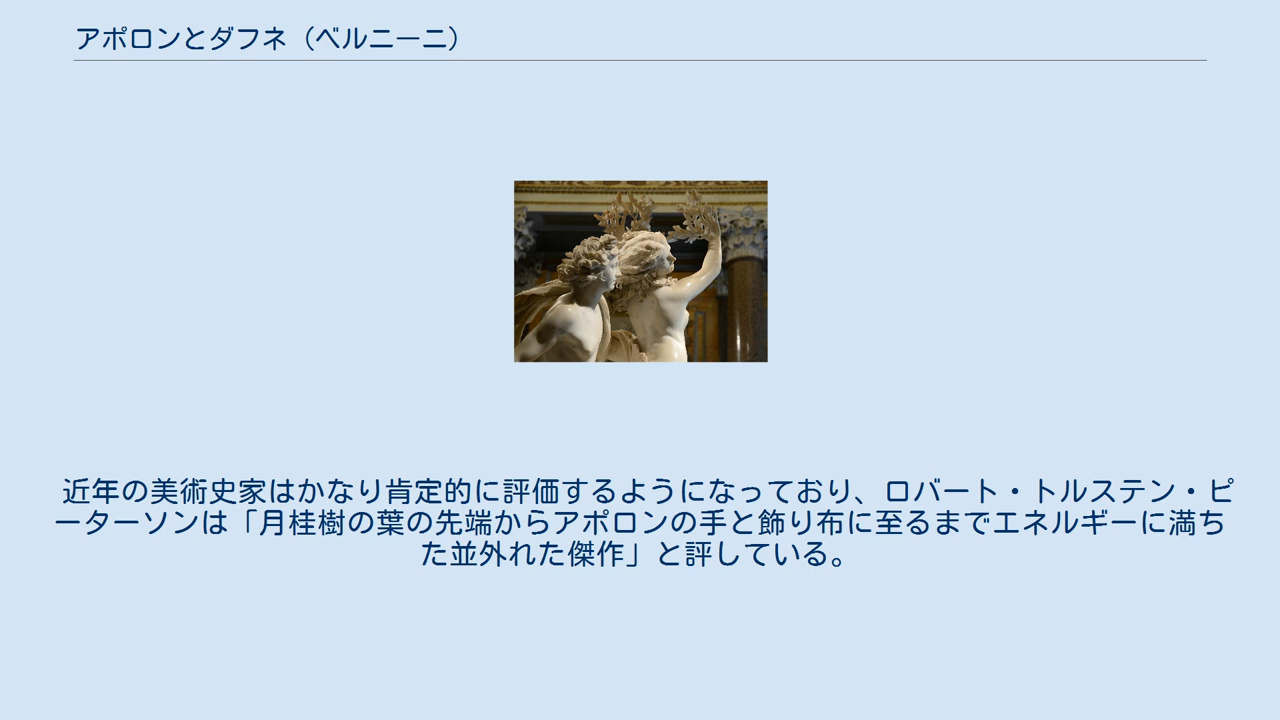 アポロンとダフネ（ベルニーニ）
近年の美術史家はかなり肯定的に評価するようになっており、ロバート・トルステン・ピ
ーターソンは「月桂樹の葉の先端からアポロンの手と飾り布に至るまでエネルギーに満ち
た並外れた傑作」と評している。